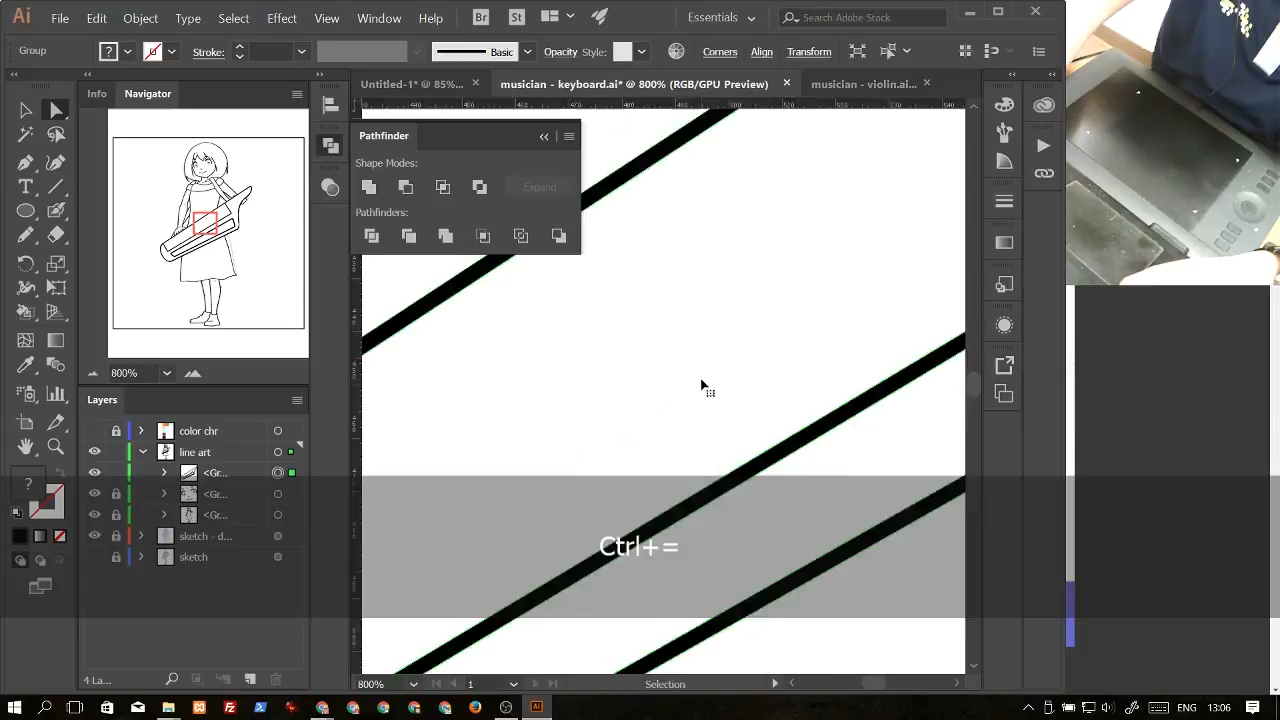 Ai File Edit Object Type Select Effect View Window Help Br St Essentials Search Adobe Stock
Group ? Stroke: Basic Opacity Style: Corners Align Transform
Info Navigator
Untitled-1* @ 85%... musician - keyboard.ai* @ 800% (RGB/GPU Preview) musician - violin.ai...
Pathfinder
Shape Modes:
Expand
Pathfinders:
800%
Layers
color chr
line art
<Gr...
<Gr...
<Gr...
sketch - d...
sketch
?
Ctrl+=
4 La...
800% 1 Selection
ENG 13:06